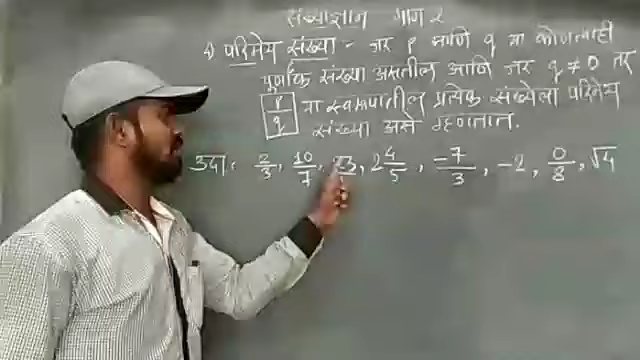 संख्याज्ञान भाग २
1) परिमेय संख्या - जर p आणि q या कोणत्याही
पूर्णांक संख्या असतील आणि जर q ≠ 0 तर
p/q या स्वरूपातील प्रत्येक संख्येला परिमेय
संख्या असे म्हणतात.
उदा. 2/3, 10/7, 2 4/5, -7/3, -2, 0/8, √4